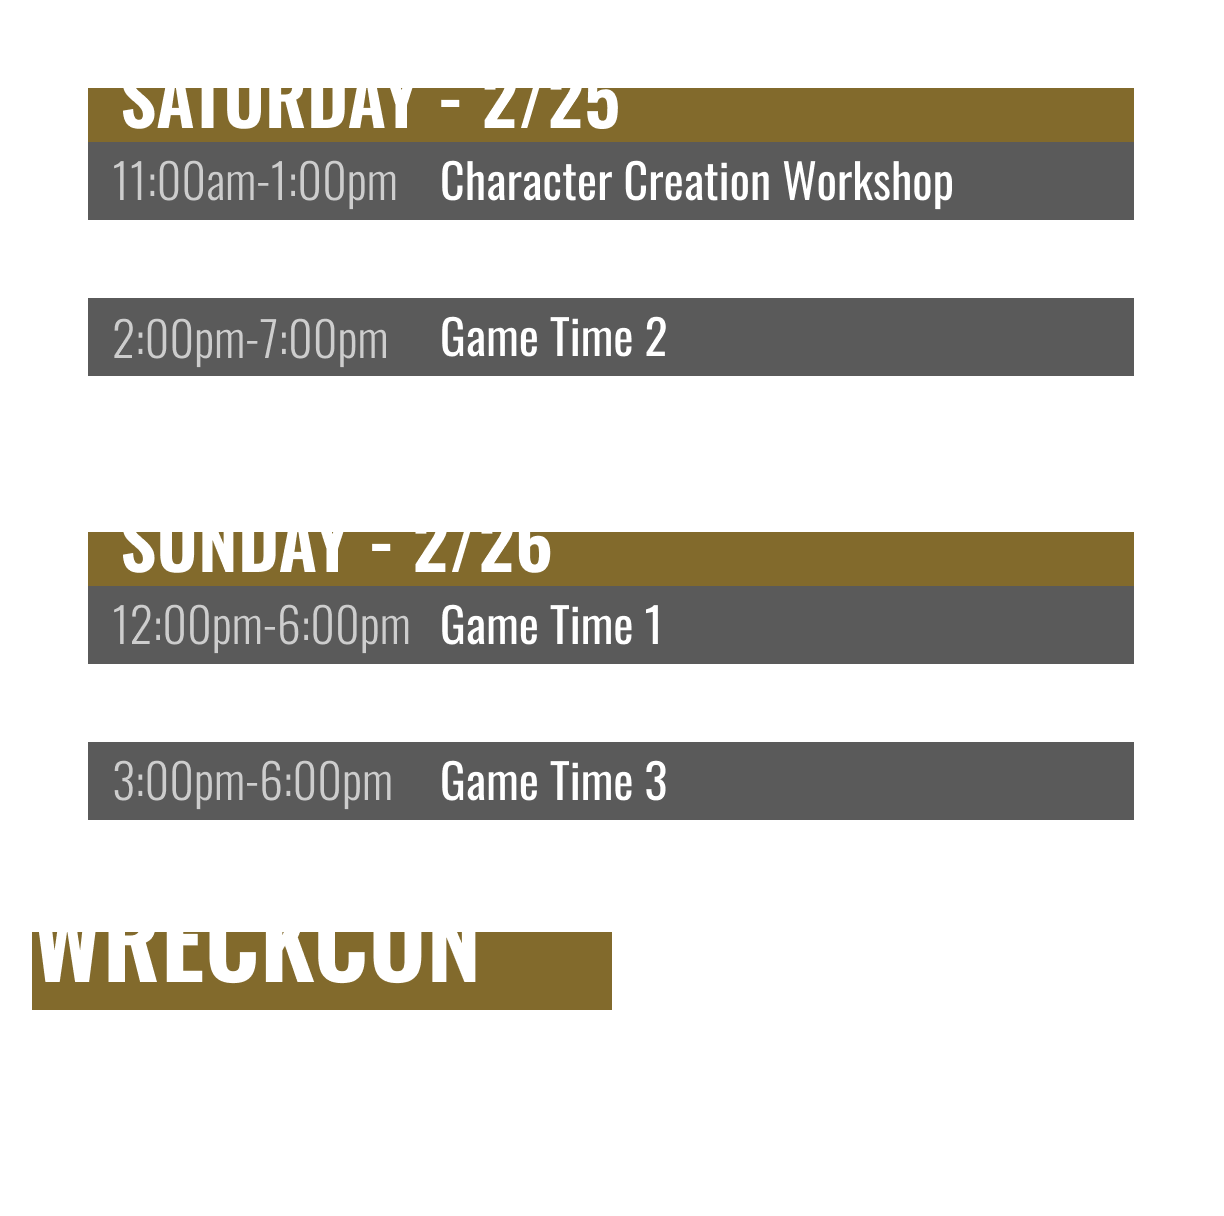 SATURDAY - 2/25
11:00am-1:00pm Character Creation Workshop
2:00pm-7:00pm Game Time 2
SUNDAY - 2/26
12:00pm-6:00pm Game Time 1
3:00pm-6:00pm Game Time 3
WRECKCON